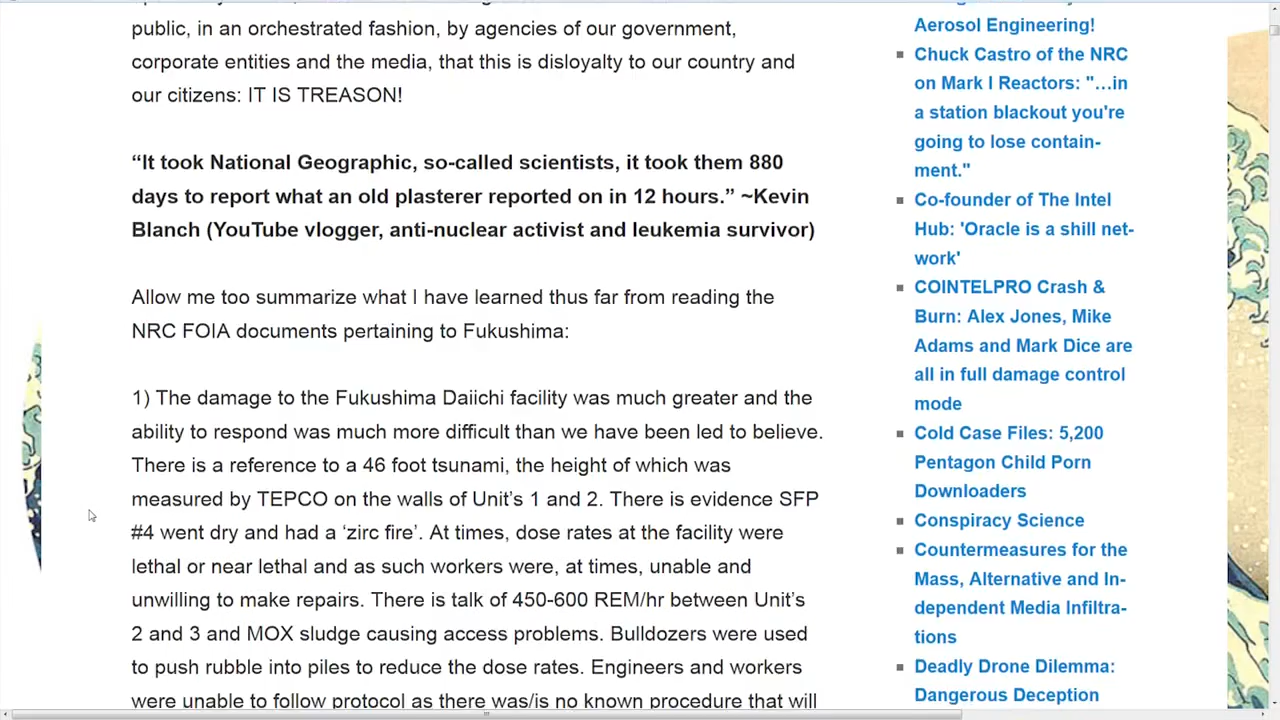 public, in an orchestrated fashion, by agencies of our government,
corporate entities and the media, that this is disloyalty to our country and
our citizens: IT IS TREASON!
“It took National Geographic, so-called scientists, it took them 880
days to report what an old plasterer reported on in 12 hours.” ~Kevin
Blanch (YouTube vlogger, anti-nuclear activist and leukemia survivor)
Allow me too summarize what I have learned thus far from reading the
NRC FOIA documents pertaining to Fukushima:
1) The damage to the Fukushima Daiichi facility was much greater and the
ability to respond was much more difficult than we have been led to believe.
There is a reference to a 46 foot tsunami, the height of which was
measured by TEPCO on the walls of Unit’s 1 and 2. There is evidence SFP
#4 went dry and had a ‘zirc fire’. At times, dose rates at the facility were
lethal or near lethal and as such workers were, at times, unable and
unwilling to make repairs. There is talk of 450-600 REM/hr between Unit’s
2 and 3 and MOX sludge causing access problems. Bulldozers were used
to push rubble into piles to reduce the dose rates. Engineers and workers
were unable to follow protocol as there was/is no known procedure that will
Aerosol Engineering!
Chuck Castro of the NRC
on Mark I Reactors: "…in
a station blackout you're
going to lose contain-
ment."
Co-founder of The Intel
Hub: 'Oracle is a shill net-
work'
COINTELPRO Crash &
Burn: Alex Jones, Mike
Adams and Mark Dice are
all in full damage control
mode
Cold Case Files: 5,200
Pentagon Child Porn
Downloaders
Conspiracy Science
Countermeasures for the
Mass, Alternative and In-
dependent Media Infiltra-
tions
Deadly Drone Dilemma:
Dangerous Deception